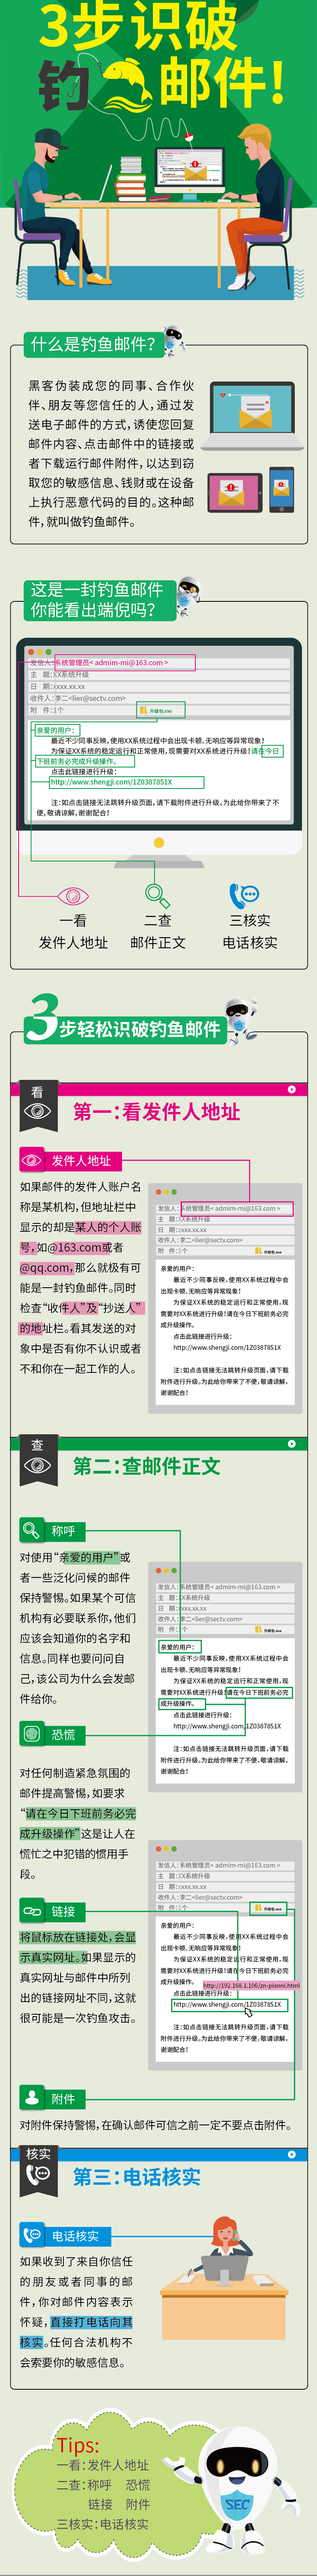 3步识破
钓邮件!
什么是钓鱼邮件?
黑客伪装成您的同事、合作伙
伴、朋友等您信任的人,通过发
送电子邮件的方式,诱使您回复
邮件内容、点击邮件中的链接或
者下载运行邮件附件,以达到窃
取您的敏感信息、钱财或在设备
上执行恶意代码的目的。这种邮
件,就叫做钓鱼邮件。
这是一封钓鱼邮件
你能看出端倪吗?
发信人:系统管理员< admim-mi@163.com >
主 题:XX系统升级
日 期:xxxx.xx.xx
收件人:李二<lier@sectv.com>
附 件:1个 升级包.exe
亲爱的用户:
最近不少同事反映,使用XX系统过程中会出现卡顿、无响应等异常现象!
为保证XX系统的稳定运行和正常使用,现需要对XX系统进行升级!请在今日
下班前务必完成升级操作。
点击此链接进行升级:
http://www.shengji.com/1Z0387851X
注:如点击链接无法跳转升级页面,请下载附件进行升级。为此给你带来了不
便,敬请谅解,谢谢配合!
一看 二查 三核实
发件人地址 邮件正文 电话核实
3步轻松识破钓鱼邮件
看
第一:看发件人地址
发件人地址
如果邮件的发件人账户名
称是某机构,但地址栏中
显示的却是某人的个人账
号,如@163.com或者
@qq.com,那么就极有可
能是一封钓鱼邮件。同时
检查“收件人”及“抄送人”
的地址栏。看其发送的对
象中是否有你不认识或者
不和你在一起工作的人。
发信人:系统管理员< admim-mi@163.com >
主 题:XX系统升级
日 期:xxxx.xx.xx
收件人:李二<lier@sectv.com>
附 件:1个 升级包.exe
亲爱的用户:
最近不少同事反映,使用XX系统过程中会
出现卡顿、无响应等异常现象!
为保证XX系统的稳定运行和正常使用,现
需要对XX系统进行升级!请在今日下班前务必完
成升级操作。
点击此链接进行升级:
http://www.shengji.com/1Z0387851X
注:如点击链接无法跳转升级页面,请下载
附件进行升级。为此给你带来了不便,敬请谅解,
谢谢配合!
查
第二:查邮件正文
称呼
对使用“亲爱的用户”或
者一些泛化问候的邮件
保持警惕。如果某个可信
机构有必要联系你,他们
应该会知道你的名字和
信息。同样也要问问自
己,该公司为什么会发邮
件给你。
恐慌
对任何制造紧急氛围的
邮件提高警惕,如要求
“请在今日下班前务必完
成升级操作”这是让人在
慌忙之中犯错的惯用手
段。
发信人:系统管理员< admim-mi@163.com >
主 题:XX系统升级
日 期:xxxx.xx.xx
收件人:李二<lier@sectv.com>
附 件:1个 升级包.exe
亲爱的用户:
最近不少同事反映,使用XX系统过程中会
出现卡顿、无响应等异常现象!
为保证XX系统的稳定运行和正常使用,现
需要对XX系统进行升级!请在今日下班前务必完
成升级操作。
点击此链接进行升级:
http://www.shengji.com/1Z0387851X
注:如点击链接无法跳转升级页面,请下载
附件进行升级。为此给你带来了不便,敬请谅解,
谢谢配合!
链接
将鼠标放在链接处,会显
示真实网址。如果显示的
真实网址与邮件中所列
出的链接网址不同,这就
很可能是一次钓鱼攻击。
发信人:系统管理员< admim-mi@163.com >
主 题:XX系统升级
日 期:xxxx.xx.xx
收件人:李二<lier@sectv.com>
附 件:1个 升级包.exe
亲爱的用户:
最近不少同事反映,使用XX系统过程中会
出现卡顿、无响应等异常现象!
为保证XX系统的稳定运行和正常使用,现
需要对XX系统进行升级!请在今日下班前务必完
成升级操作。
http://192.168.1.106/zn-pianni.html
点击此链接进行升级:
http://www.shengji.com/1Z0387851X
注:如点击链接无法跳转升级页面,请下载
附件进行升级。为此给你带来了不便,敬请谅解,
谢谢配合!
附件
对附件保持警惕,在确认邮件可信之前一定不要点击附件。
核实
第三:电话核实
电话核实
如果收到了来自你信任
的朋友或者同事的邮
件,你对邮件内容表示
怀疑,直接打电话向其
核实。任何合法机构不
会索要你的敏感信息。
Tips:
一看:发件人地址
二查:称呼 恐慌
链接 附件
三核实:电话核实
SEC